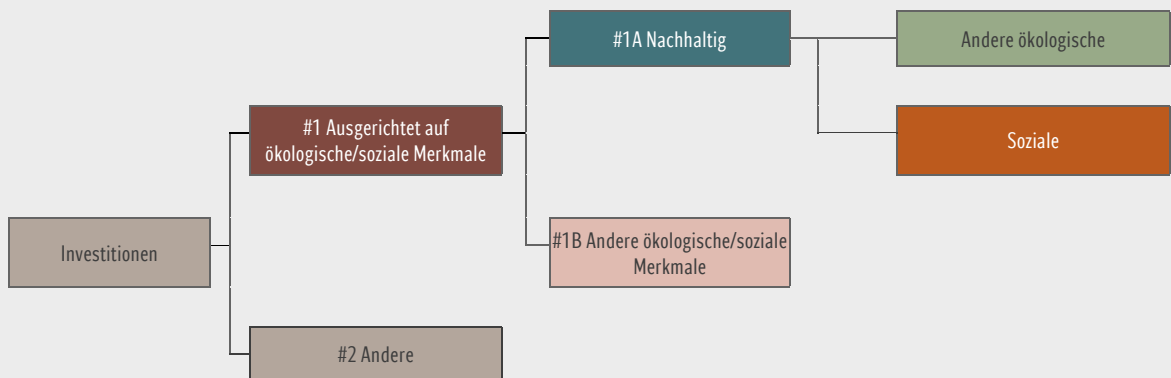 #1A Nachhaltig
Andere ökologische
#1 Ausgerichtet auf
ökologische/soziale Merkmale
Soziale
Investitionen
#1B Andere ökologische/soziale
Merkmale
#2 Andere